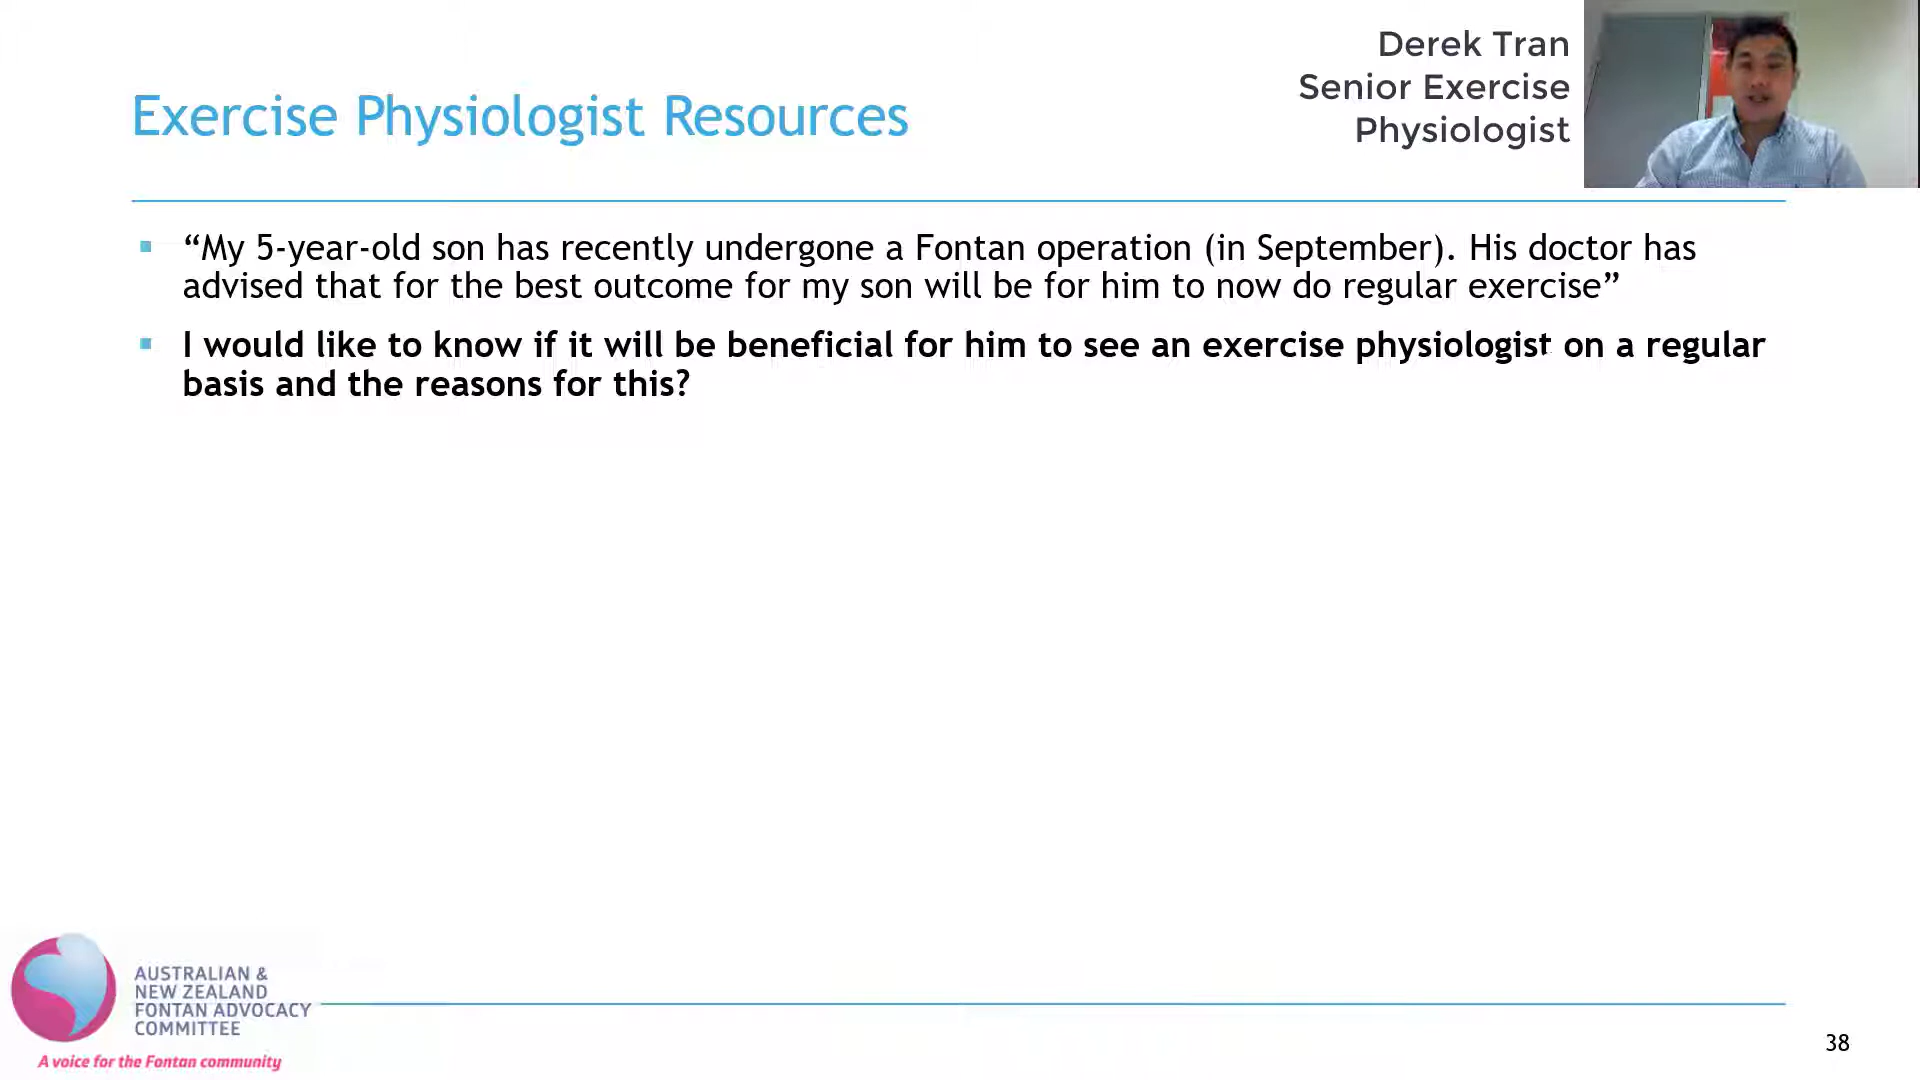 Derek Tran
Senior Exercise
Physiologist
Exercise Physiologist Resources
“My 5-year-old son has recently undergone a Fontan operation (in September). His doctor has
advised that for the best outcome for my son will be for him to now do regular exercise”
I would like to know if it will be beneficial for him to see an exercise physiologist on a regular
basis and the reasons for this?
AUSTRALIAN &
NEW ZEALAND
FONTAN ADVOCACY
COMMITTEE
A voice for the Fontan community
38